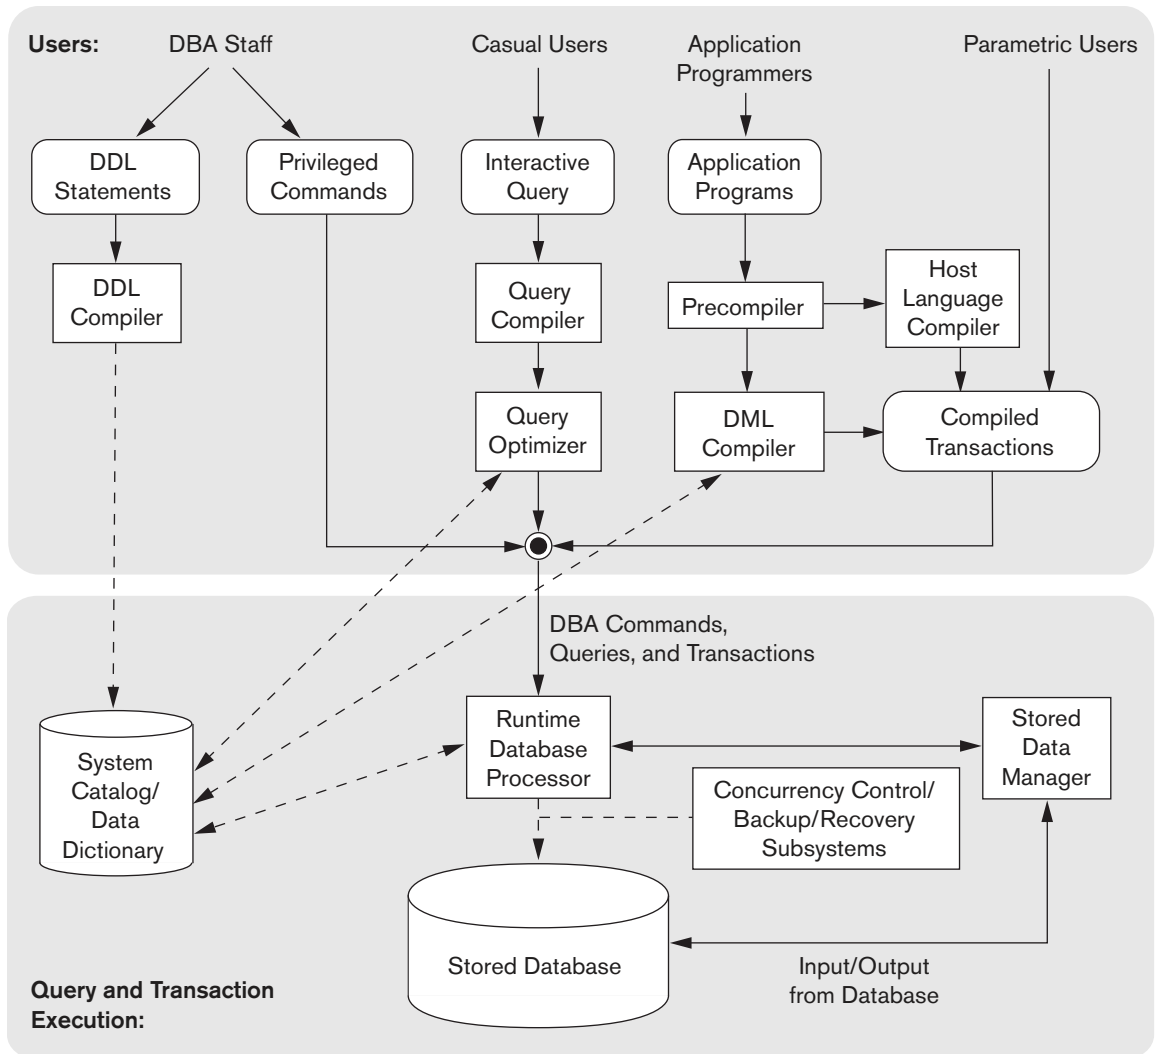 Users:
DBA Staff
Casual Users
Application
Programmers
Parametric Users
DDL
Statements
Privileged
Commands
Interactive
Query
Application
Programs
DDL
Compiler
Query
Compiler
Precompiler
Host
Language
Compiler
Query
Optimizer
DML
Compiler
Compiled
Transactions
DBA Commands,
Queries, and Transactions
System
Catalog/
Data
Dictionary
Runtime
Database
Processor
Stored
Data
Manager
Concurrency Control/
Backup/Recovery
Subsystems
Stored Database
Input/Output
from Database
Query and Transaction
Execution: